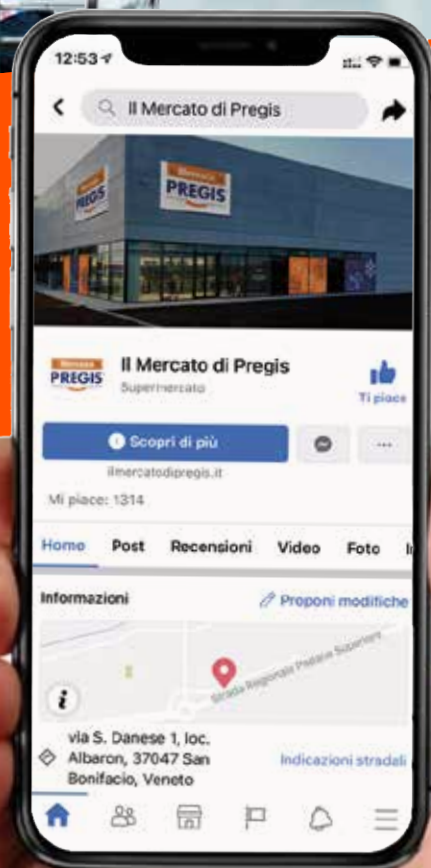 12:53
Il Mercato di Pregis
Mercato
PREGIS
Mercato
PREGIS
Mercato
PREGIS
Il Mercato di Pregis
Supermercato
Ti piace
Scopri di più
ilmercatodipregis.it
Mi piace: 1314
Home Post Recensioni Video Foto
Informazioni
Proponi modifiche
Strada Regionale Padana Superiore
via S. Danese 1, loc.
Albaron, 37047 San
Bonifacio, Veneto
Indicazioni stradali